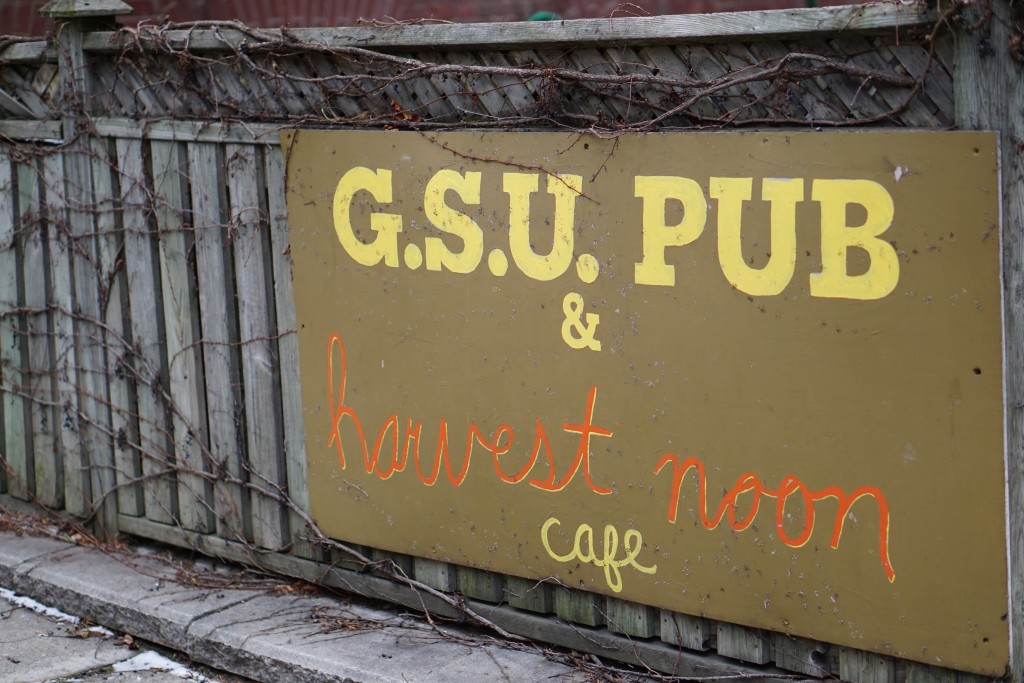 G.S.U. PUB
&
harvest noon
cafe